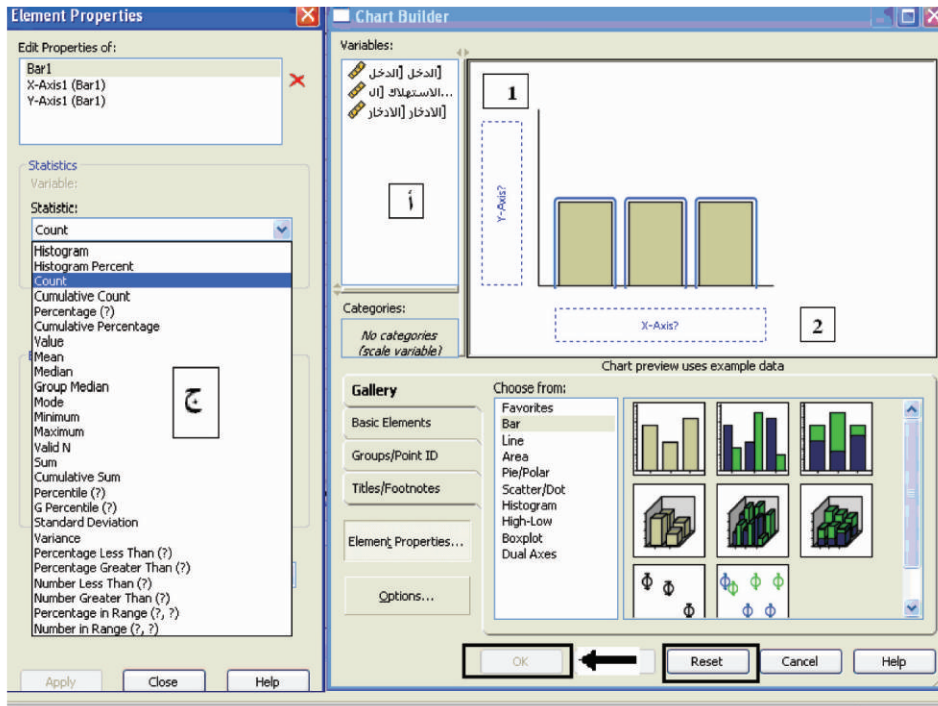 Element Properties
Edit Properties of:
Bar1
X-Axis1 (Bar1)
Y-Axis1 (Bar1)
Statistics
Variable:
Statistic:
Count
Histogram
Histogram Percent
Count
Cumulative Count
Percentage (?)
Cumulative Percentage
Value
Mean
Median
Group Median
Mode
Minimum
Maximum
Valid N
Sum
Cumulative Sum
Percentile (?)
G Percentile (?)
Standard Deviation
Variance
Percentage Less Than (?)
Percentage Greater Than (?)
Number Less Than (?)
Number Greater Than (?)
Percentage in Range (?, ?)
Number in Range (?, ?)
ج
Apply
Close
Help
Chart Builder
Variables:
الدخل [الدخل]
الاستهلاك [ال...
الادخار [الادخار]
أ
Categories:
No categories
(scale variable)
1
Y-Axis?
X-Axis?
2
Chart preview uses example data
Gallery
Basic Elements
Groups/Point ID
Titles/Footnotes
Element Properties...
Options...
Choose from:
Favorites
Bar
Line
Area
Pie/Polar
Scatter/Dot
Histogram
High-Low
Boxplot
Dual Axes
OK
Reset
Cancel
Help